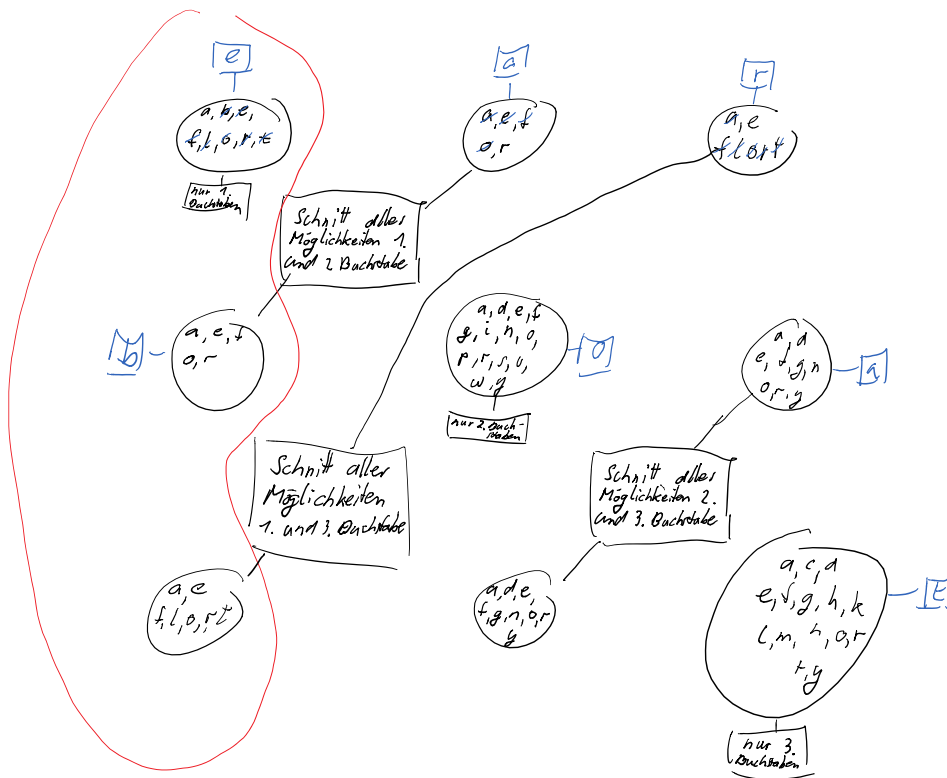 e
a
r
a, b, e,
f, l, o, r, t
a, e, f
o, r
a, e
f l o r t
nur 1.
Buchstaben
Schnitt aller
Möglichkeiten 1.
und 2 Buchstabe
a, e, f
o, r
b
a, d, e, f
g, i, n, o,
p, r, s, u,
w, y
o
nur 2. Buch-
staben
a, d
e, f, g, n
o, r, y
a
Schnitt aller
Möglichkeiten
1. und 3. Buchstabe
Schnitt aller
Möglichkeiten 2.
und 3. Buchstabe
a, e
f, l, o, r, t
a, d, e,
f, g, n, o, r
y
a, c, d
e, f, g, h, k
l, m, n, o, r
t, y
nur 3.
Buchstaben